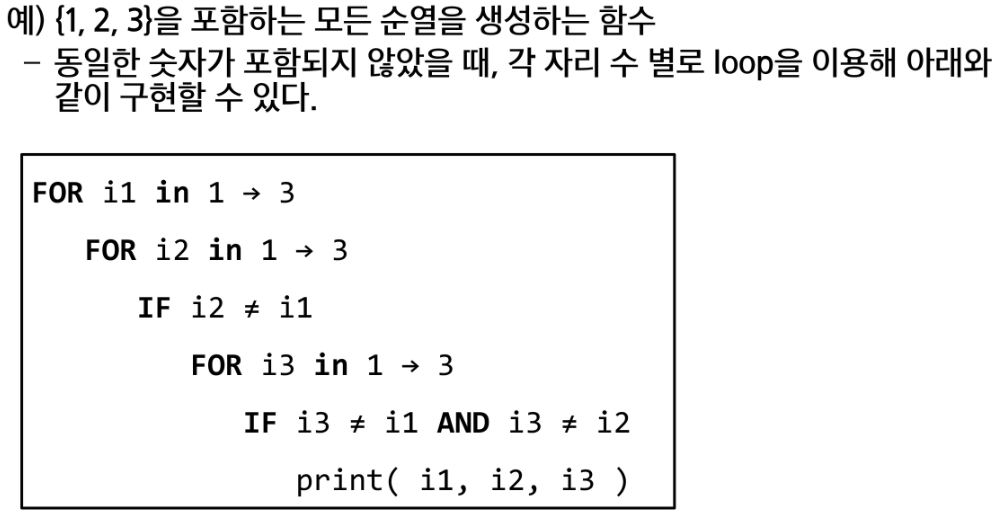 예) {1, 2, 3}을 포함하는 모든 순열을 생성하는 함수
– 동일한 숫자가 포함되지 않았을 때, 각 자리 수 별로 loop을 이용해 아래와
같이 구현할 수 있다.
FOR i1 in 1 → 3
FOR i2 in 1 → 3
IF i2 ≠ i1
FOR i3 in 1 → 3
IF i3 ≠ i1 AND i3 ≠ i2
print( i1, i2, i3 )